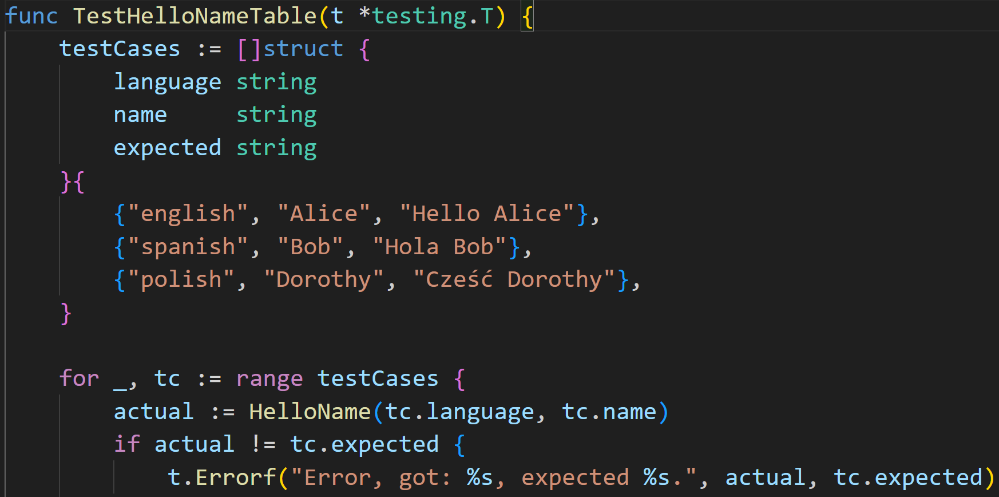 func TestHelloNameTable(t *testing.T) {
    testCases := []struct {
        language string
        name     string
        expected string
    }{
        {"english", "Alice", "Hello Alice"},
        {"spanish", "Bob", "Hola Bob"},
        {"polish", "Dorothy", "Cześć Dorothy"},
    }

    for _, tc := range testCases {
        actual := HelloName(tc.language, tc.name)
        if actual != tc.expected {
            t.Errorf("Error, got: %s, expected %s.", actual, tc.expected)